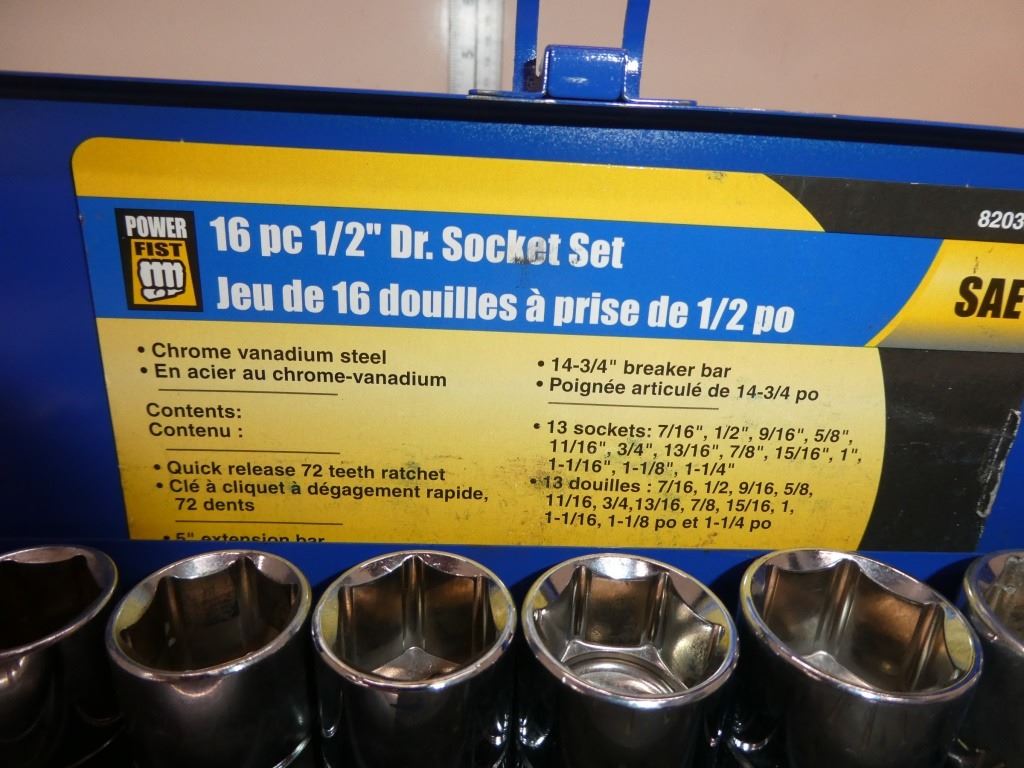 8203
POWER
FIST
16 pc 1/2" Dr. Socket Set
Jeu de 16 douilles à prise de 1/2 po
SAE
• Chrome vanadium steel
• En acier au chrome-vanadium
Contents:
Contenu :
• Quick release 72 teeth ratchet
• Clé à cliquet à dégagement rapide,
72 dents
• 5" extension bar
• 14-3/4" breaker bar
• Poignée articulé de 14-3/4 po
• 13 sockets: 7/16", 1/2", 9/16", 5/8",
11/16", 3/4", 13/16", 7/8", 15/16", 1",
1-1/16", 1-1/8", 1-1/4"
• 13 douilles : 7/16, 1/2, 9/16, 5/8,
11/16, 3/4,13/16, 7/8, 15/16, 1,
1-1/16, 1-1/8 po et 1-1/4 po